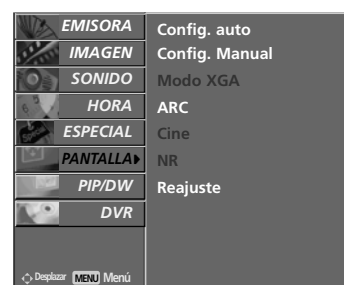 EMISORA
IMAGEN
SONIDO
HORA
ESPECIAL
PANTALLA
PIP/DW
DVR
Desplazar MENU Menú
Config. auto
Config. Manual
Modo XGA
ARC
Cine
NR
Reajuste